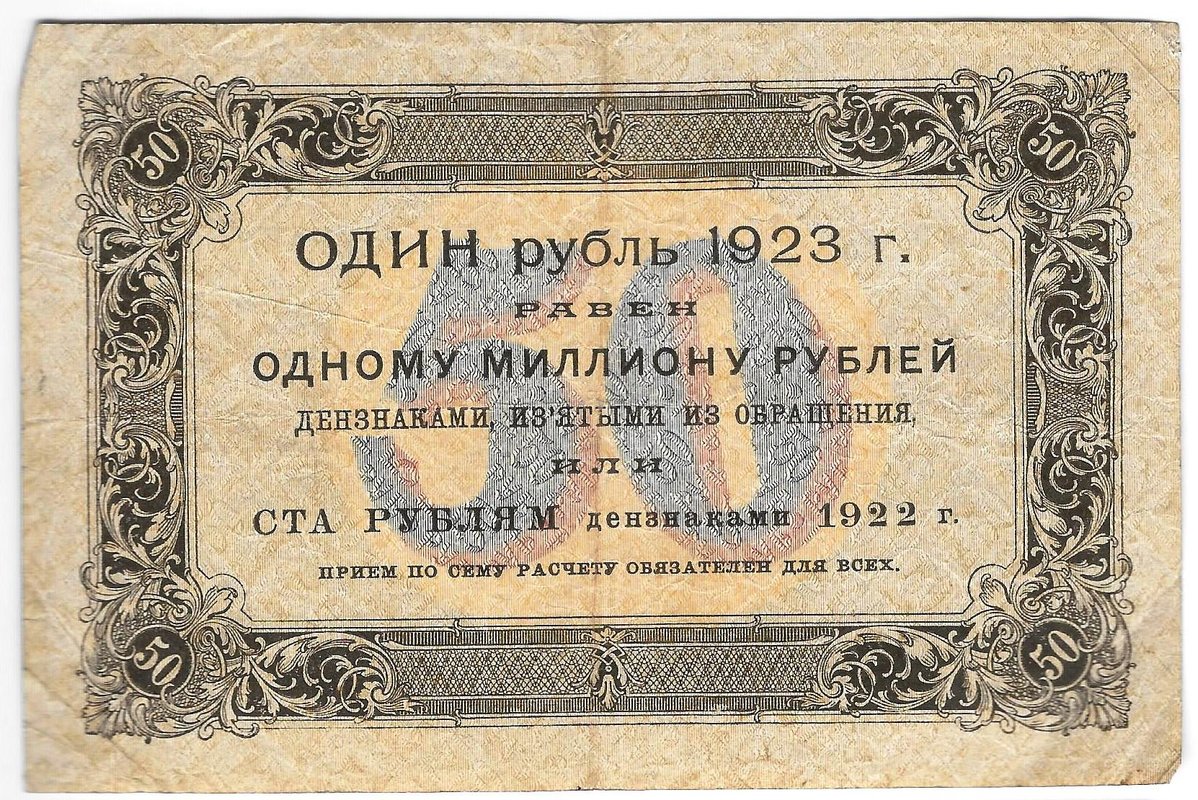 50 50
ОДИН рубль 1923 г.
РАВЕН
ОДНОМУ МИЛЛИОНУ РУБЛЕЙ
ДЕНЗНАКАМИ, ИЗ'ЯТЫМИ ИЗ ОБРАЩЕНИЯ,
ИЛИ
СТА РУБЛЯМ дензнаками 1922 г.
ПРИЕМ ПО СЕМУ РАСЧЕТУ ОБЯЗАТЕЛЕН ДЛЯ ВСЕХ.
50
50 50